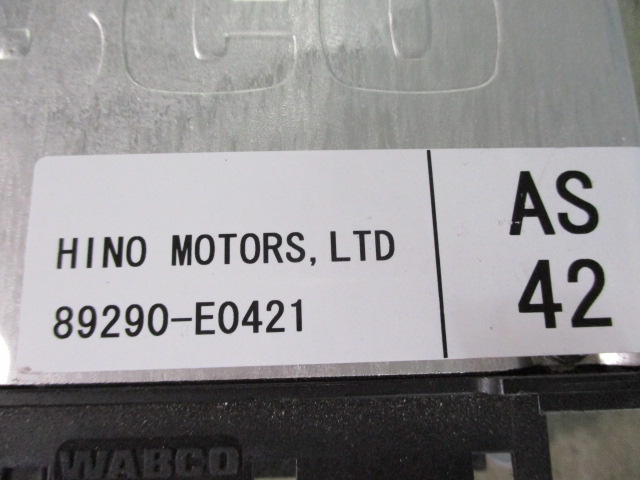 HINO MOTORS,LTD
89290-E0421
AS
42
WABCO